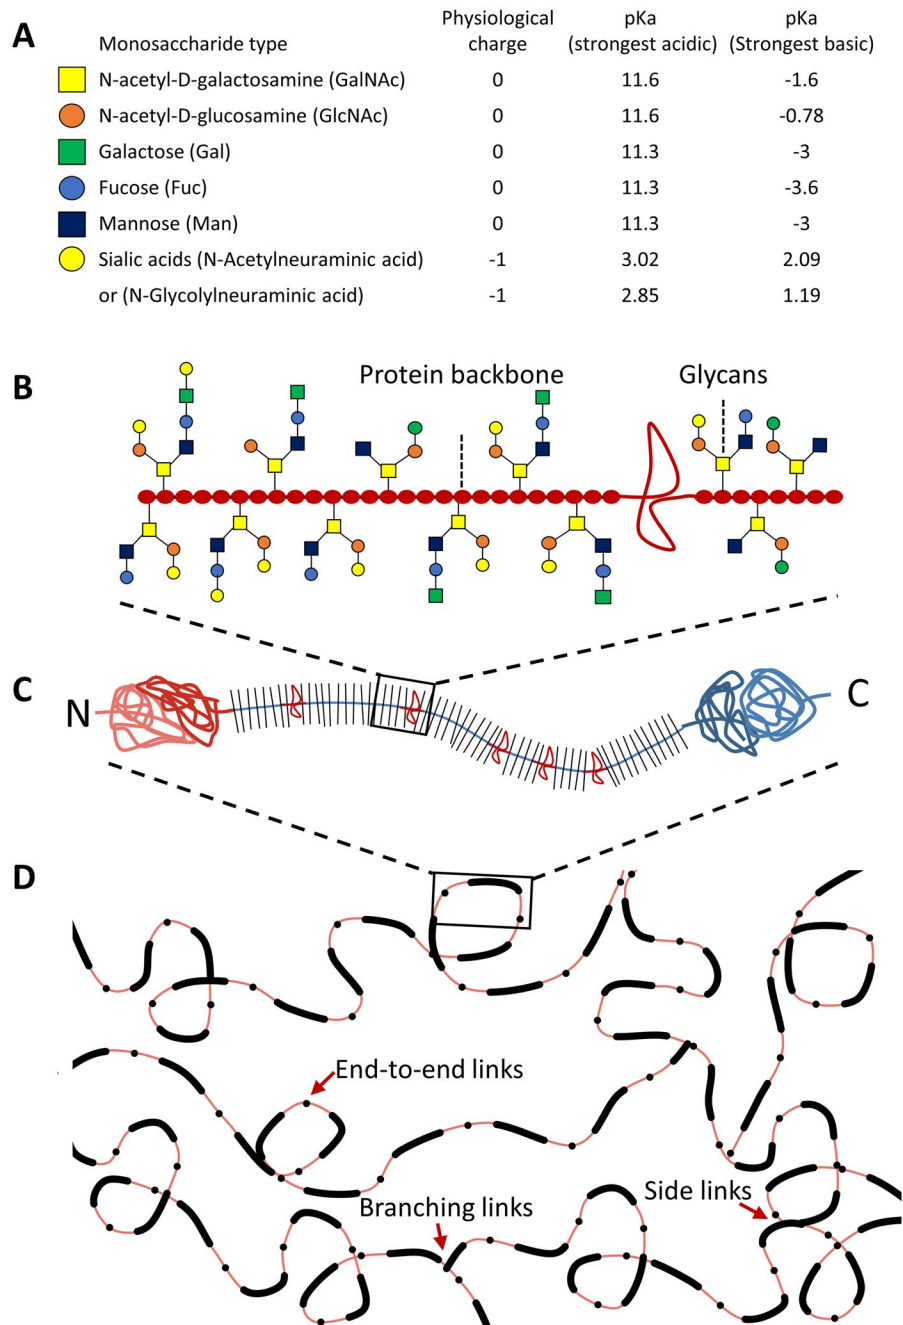 A
Monosaccharide type
Physiological charge
pKa (strongest acidic)
pKa (Strongest basic)
N-acetyl-D-galactosamine (GalNAc) 0 11.6 -1.6
N-acetyl-D-glucosamine (GlcNAc) 0 11.6 -0.78
Galactose (Gal) 0 11.3 -3
Fucose (Fuc) 0 11.3 -3.6
Mannose (Man) 0 11.3 -3
Sialic acids (N-Acetylneuraminic acid) -1 3.02 2.09
or (N-Glycolylneuraminic acid) -1 2.85 1.19
B
Protein backbone
Glycans
C
N
C
D
End-to-end links
Side links
Branching links